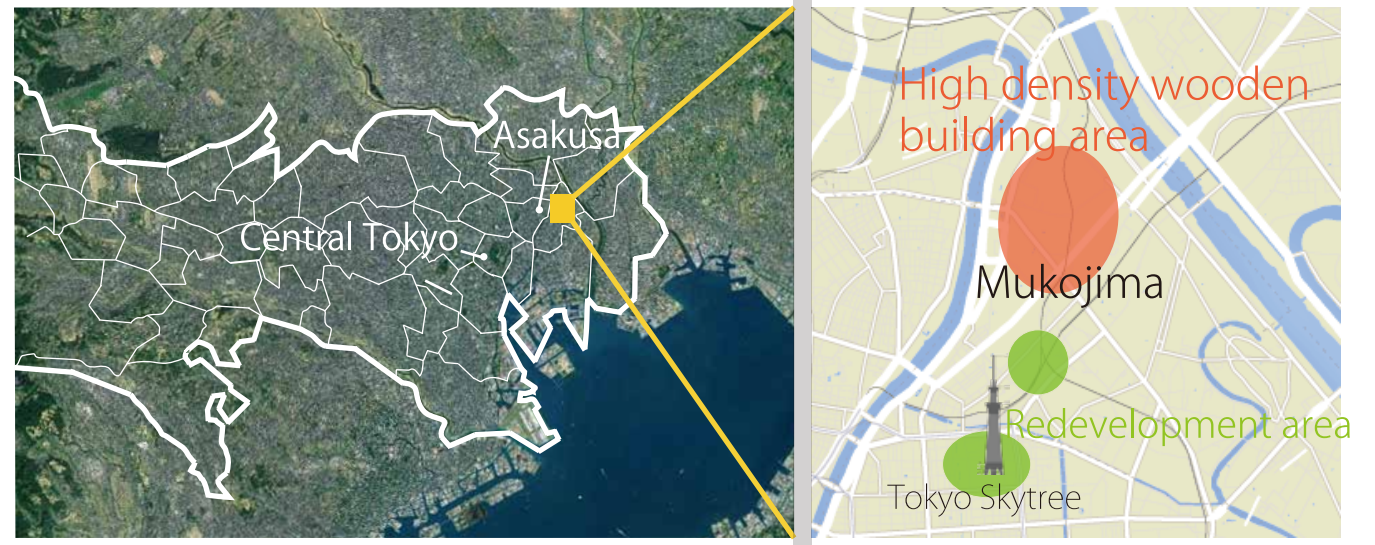 Asakusa
Central Tokyo
High density wooden
building area
Mukojima
Redevelopment area
Tokyo Skytree